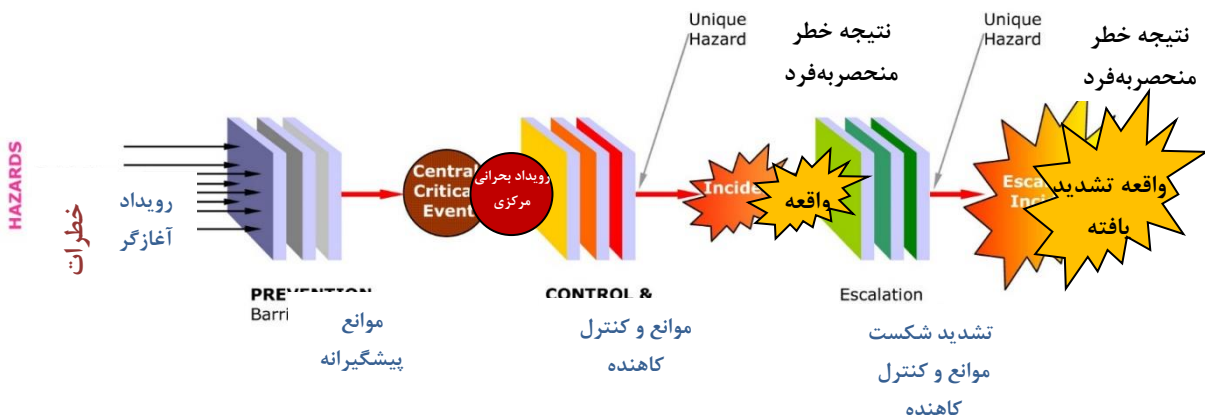 Unique
Hazard
نتیجه خطر
منحصربه‌فرد
Unique
Hazard
نتیجه خطر
منحصربه‌فرد
HAZARDS
خطرات
رویداد
آغازگر
Central
Critica
Event
رویداد بحرانی
مرکزی
Incide
واقعه
Esca
Inci
واقعه تشدید
یافته
PREVENTION
Barri
موانع
پیشگیرانه
CONTROL &
موانع و کنترل
کاهنده
Escalation
تشدید شکست
موانع و کنترل
کاهنده